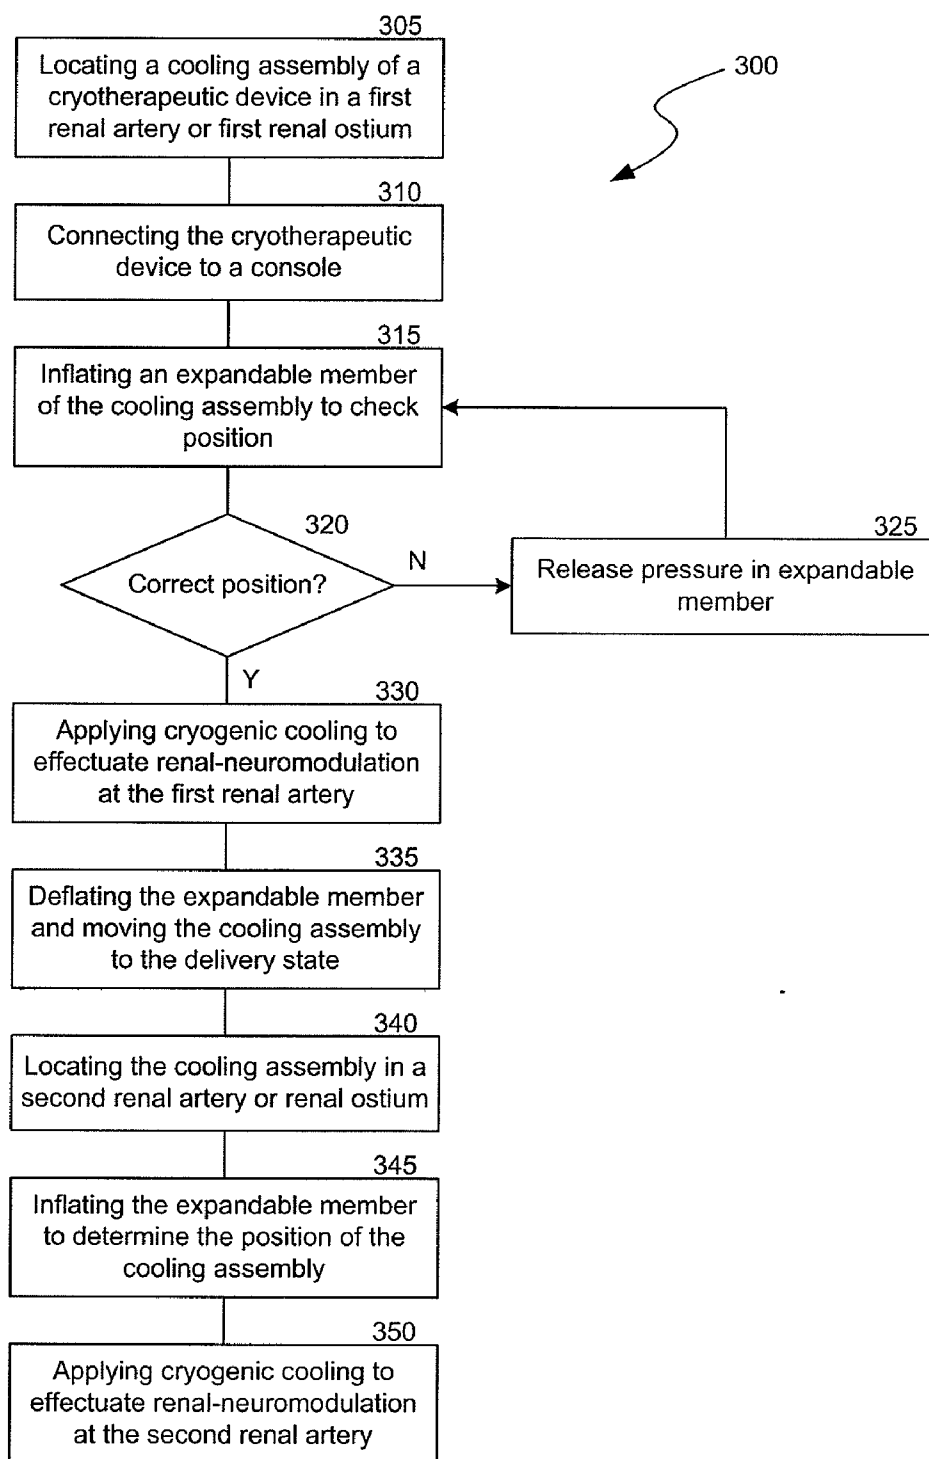 305
Locating a cooling assembly of a
cryotherapeutic device in a first
renal artery or first renal ostium
300
310
Connecting the cryotherapeutic
device to a console
315
Inflating an expandable member
of the cooling assembly to check
position
320
Correct position?
N
325
Release pressure in expandable
member
Y
330
Applying cryogenic cooling to
effectuate renal-neuromodulation
at the first renal artery
335
Deflating the expandable member
and moving the cooling assembly
to the delivery state
340
Locating the cooling assembly in a
second renal artery or renal ostium
345
Inflating the expandable member
to determine the position of the
cooling assembly
350
Applying cryogenic cooling to
effectuate renal-neuromodulation
at the second renal artery